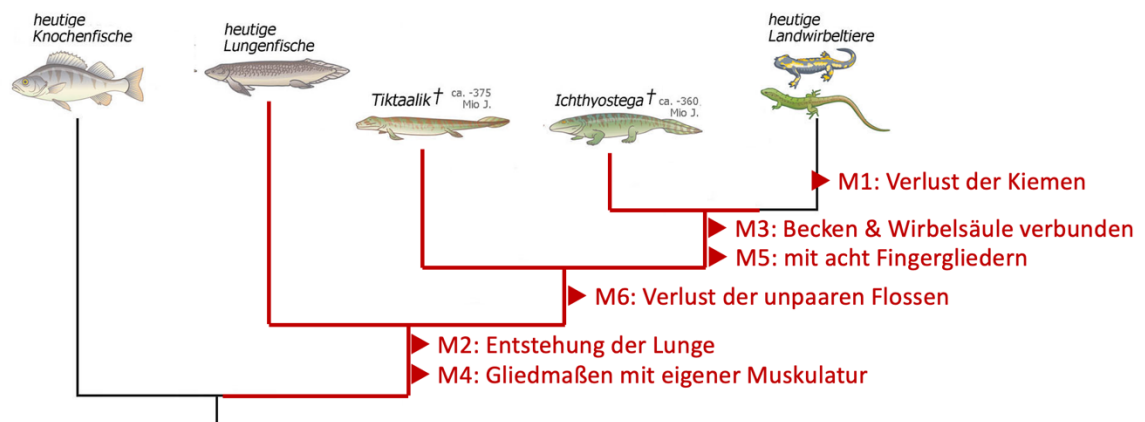 heutige
Knochenfische
heutige
Lungenfische
Tiktaalik† ca. -375
Mio J.
Ichthyostega† ca. -360
Mio J.
heutige
Landwirbeltiere
M1: Verlust der Kiemen
M3: Becken & Wirbelsäule verbunden
M5: mit acht Fingergliedern
M6: Verlust der unpaaren Flossen
M2: Entstehung der Lunge
M4: Gliedmaßen mit eigener Muskulatur